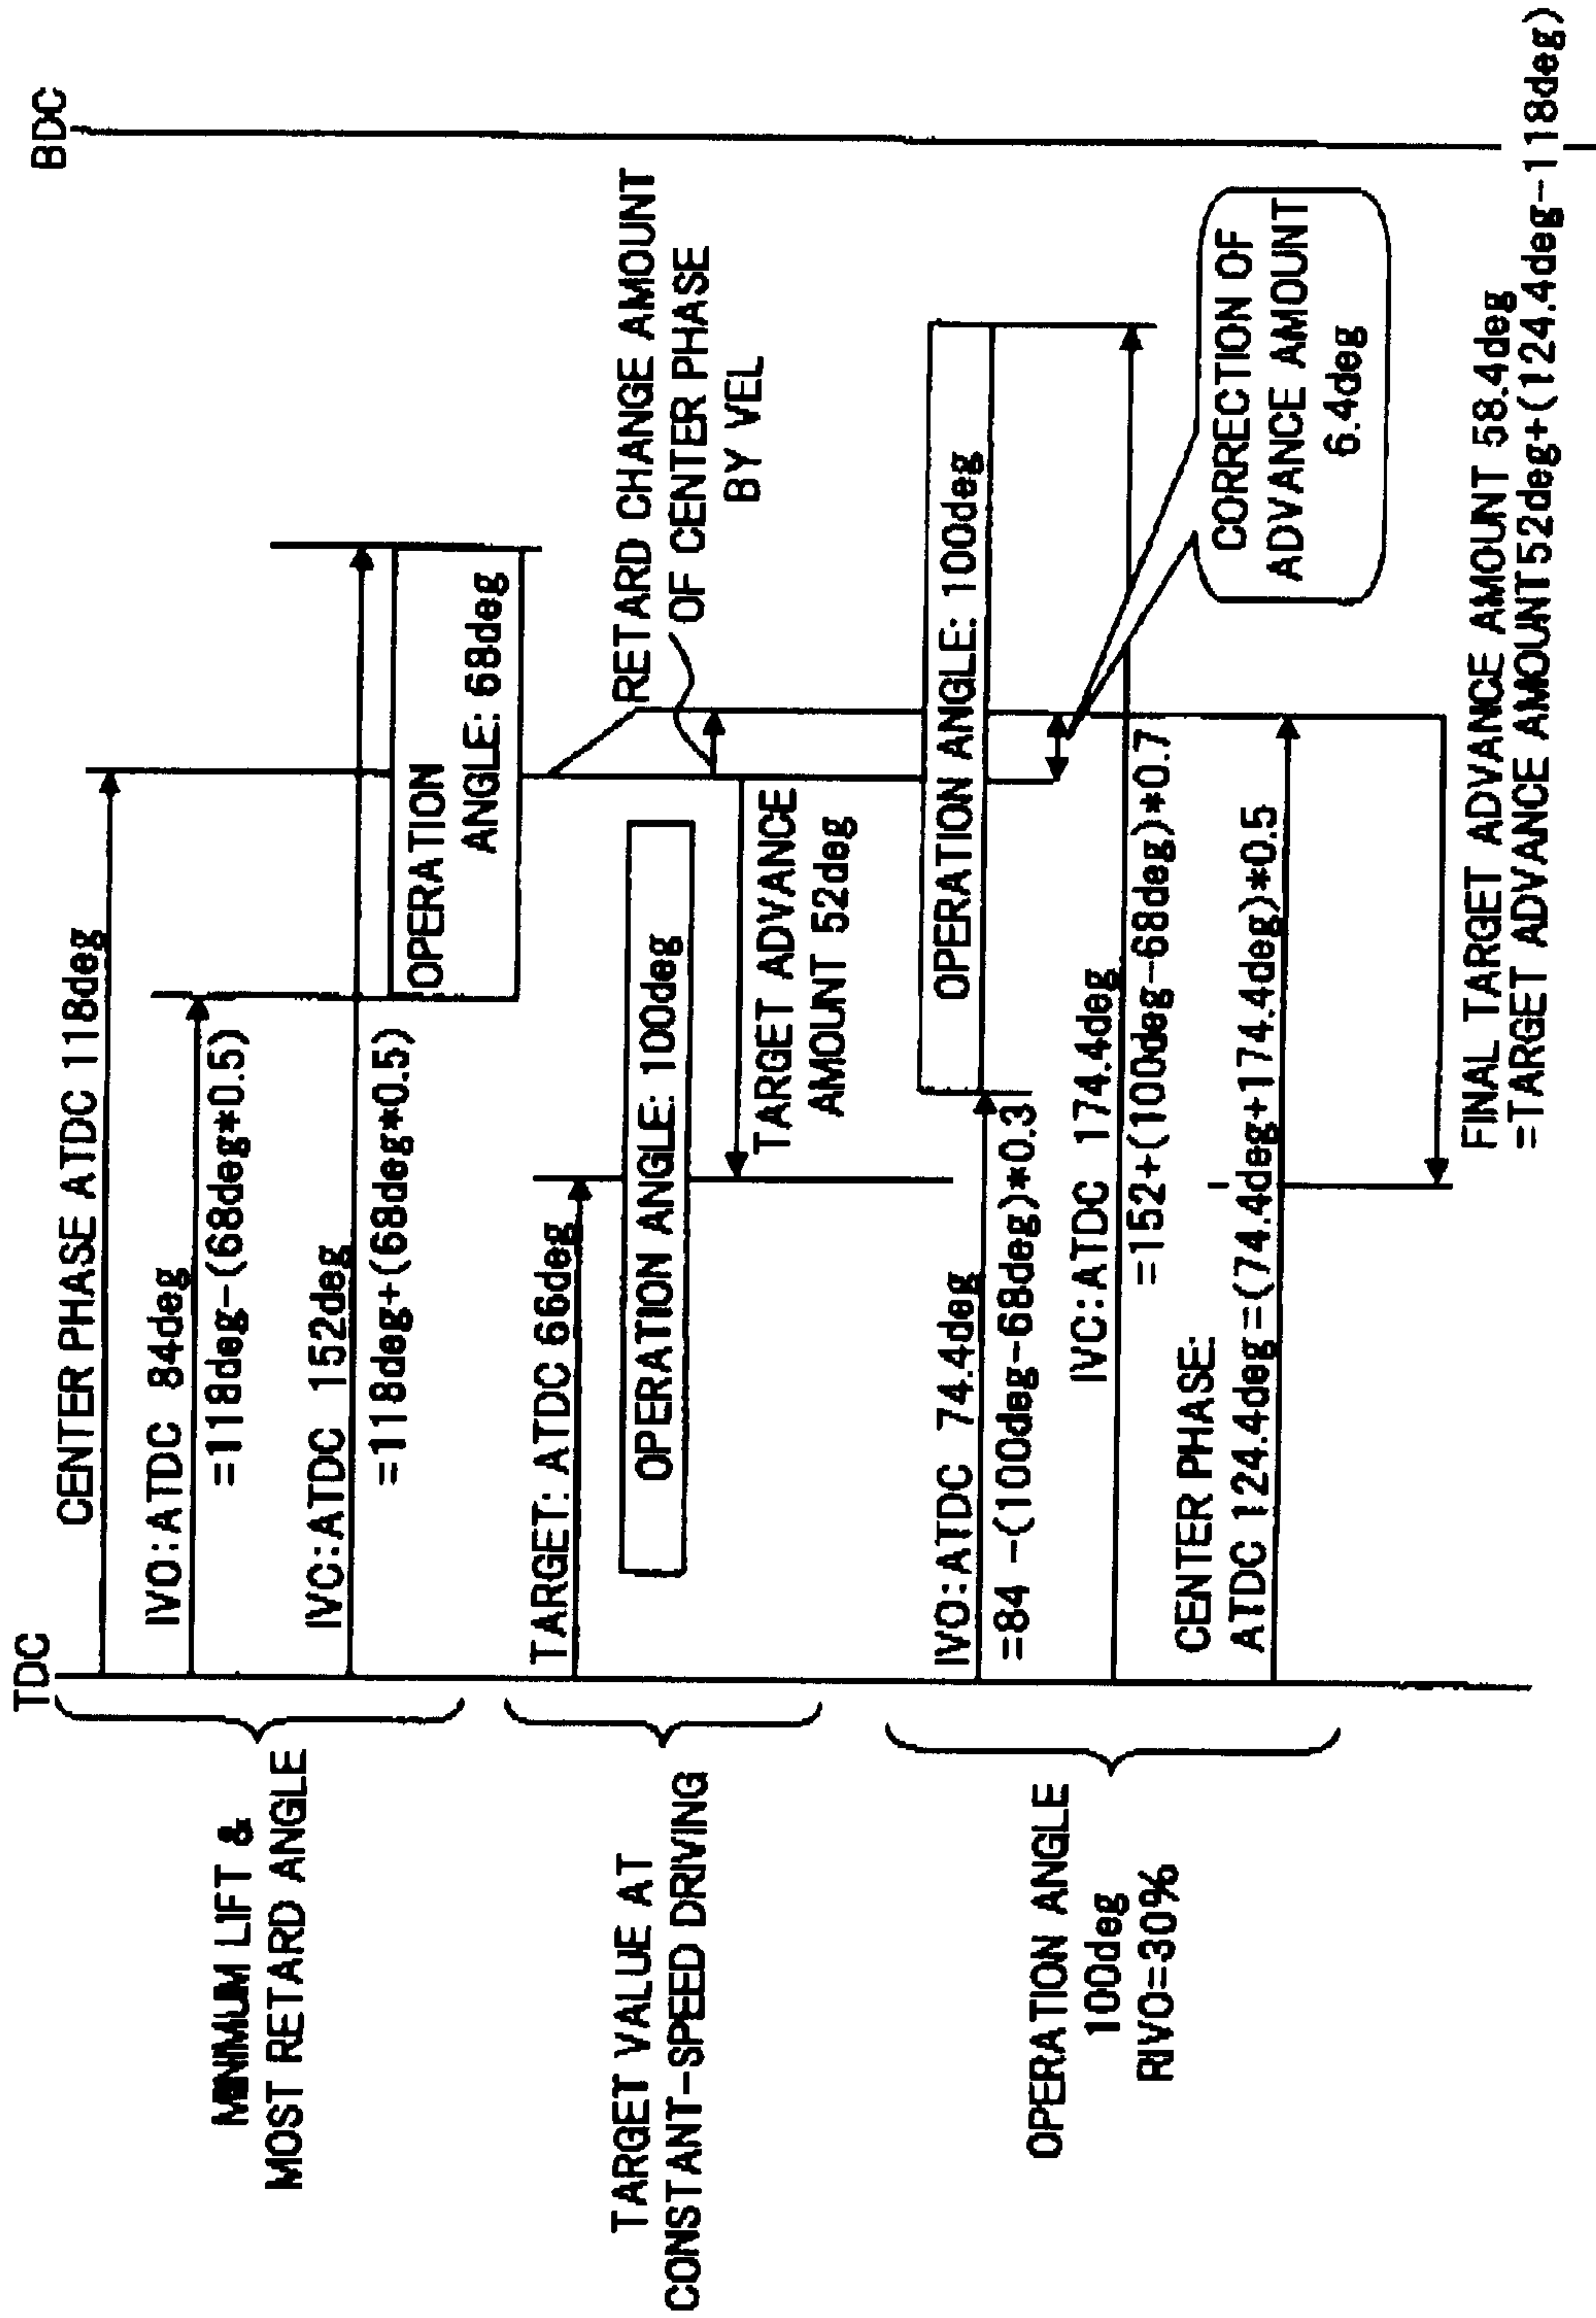 TDC
BDC
MINIMUM LIFT &
MOST RETARD ANGLE
CENTER PHASE ATDC 118deg
IVO:ATDC 84deg
=118deg-(68deg*0.5)
IVC:ATDC 152deg
=118deg+(68deg*0.5)
OPERATION
ANGLE: 68deg
TARGET VALUE AT
CONSTANT-SPEED DRIVING
TARGET: ATDC 66deg
OPERATION ANGLE: 100deg
TARGET ADVANCE
AMOUNT 52deg
RETARD CHANGE AMOUNT
OF CENTER PHASE
BY VEL
OPERATION ANGLE
100deg
RIVO=30%
IVO:ATDC 74.4deg
=84 -(100deg-68deg)*0.3
OPERATION ANGLE: 100deg
IVC:ATDC 174.4deg
=152+(100deg-68deg)*0.7
CENTER PHASE:
ATDC 124.4deg=(74.4deg+174.4deg)*0.5
CORRECTION OF
ADVANCE AMOUNT
6.4deg
FINAL TARGET ADVANCE AMOUNT 58.4deg
=TARGET ADVANCE AMOUNT52deg+(124.4deg-118deg)